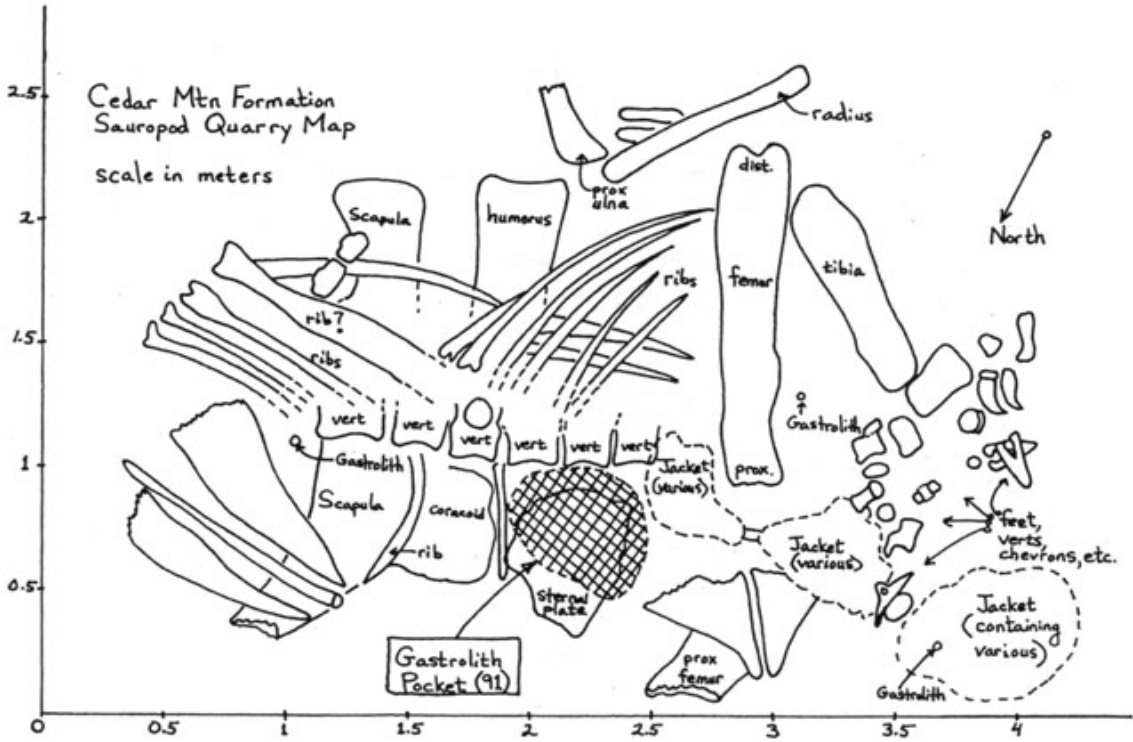 Cedar Mtn Formation
Sauropod Quarry Map
scale in meters
2.5
2
1.5
1
0.5
0
0.5
1
1.5
2
2.5
3
3.5
4
radius
prox
ulna
dist.
Scapula
humerus
North
femur
tibia
ribs
rib?
ribs
Gastrolith
vert
vert
vert
vert
vert
vert
Gastrolith
Jacket
(various)
prox.
Scapula
coracoid
rib
feet,
verts,
chevrons, etc.
Jacket
(various)
sternal
plate
Jacket
(containing
various)
Gastrolith
Pocket (91)
prox
femur
Gastrolith